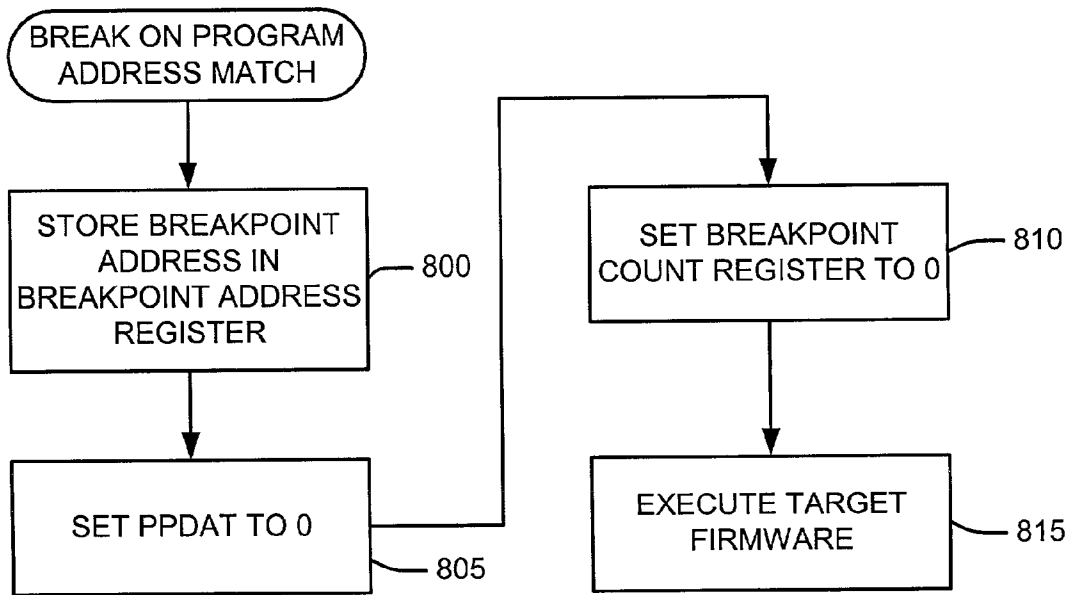 BREAK ON PROGRAM
ADDRESS MATCH
STORE BREAKPOINT
ADDRESS IN
BREAKPOINT ADDRESS
REGISTER
800
SET PPDAT TO 0
805
SET BREAKPOINT
COUNT REGISTER TO 0
810
EXECUTE TARGET
FIRMWARE
815